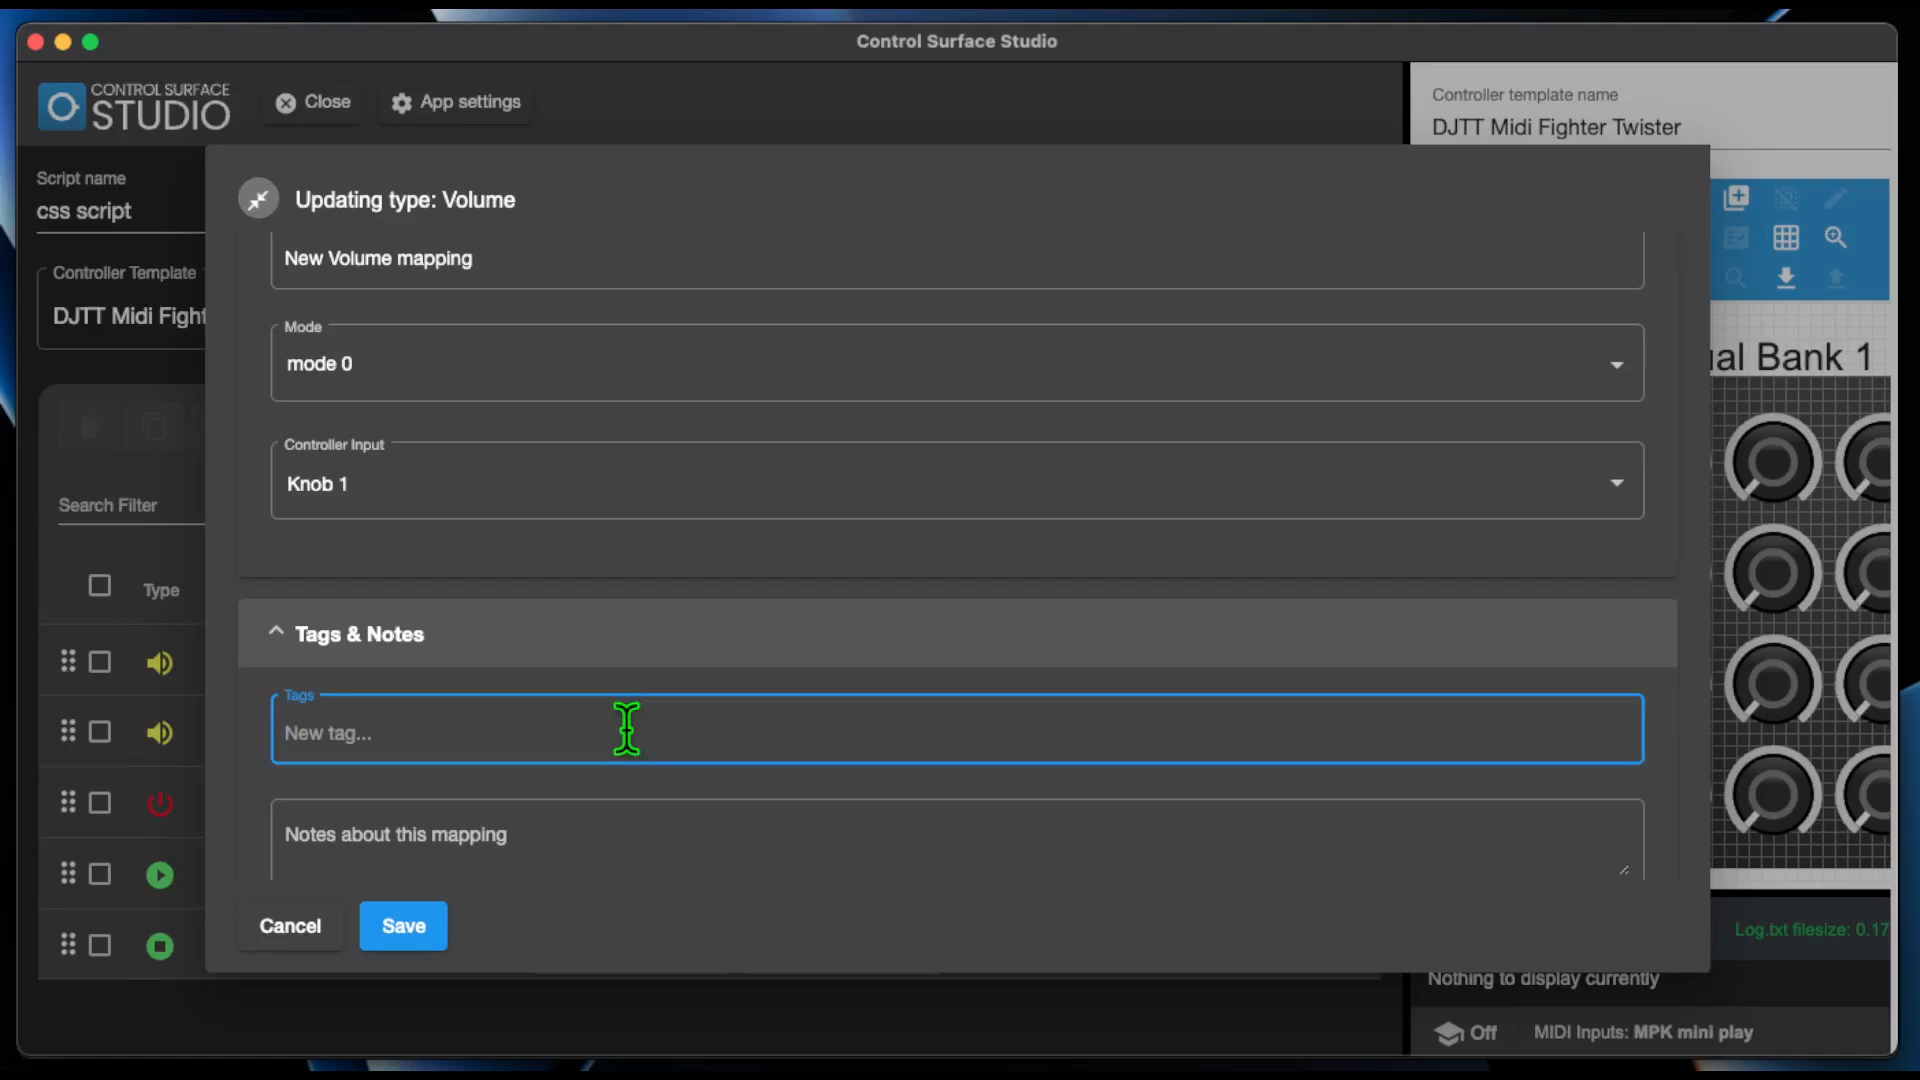 Control Surface Studio
CONTROL SURFACE
STUDIO
Close
App settings
Controller template name
DJTT Midi Fighter Twister
Script name
css script
Controller Template
DJTT Midi Fight
Search Filter
Type
Updating type: Volume
New Volume mapping
Mode
mode 0
Controller Input
Knob 1
Tags & Notes
Tags
New tag...
Notes about this mapping
Cancel
Save
ual Bank 1
Log.txt filesize: 0.17
Nothing to display currently
Off
MIDI Inputs: MPK mini play